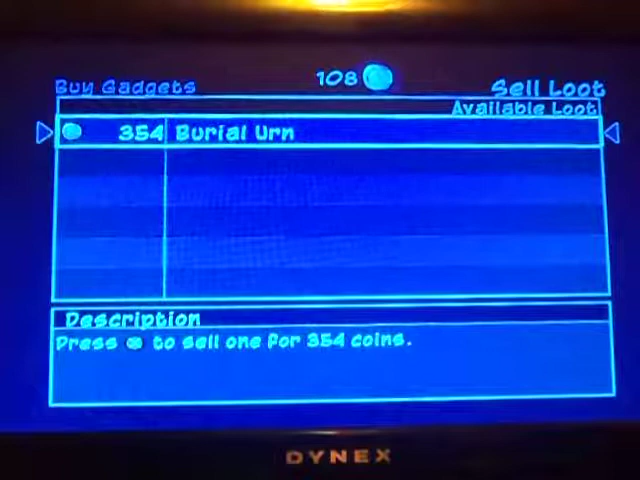 108
Buy Gadgets
Sell Loot
Available Loot
354 Burial Urn
Description
Press to sell one for 354 coins.
DYNEX